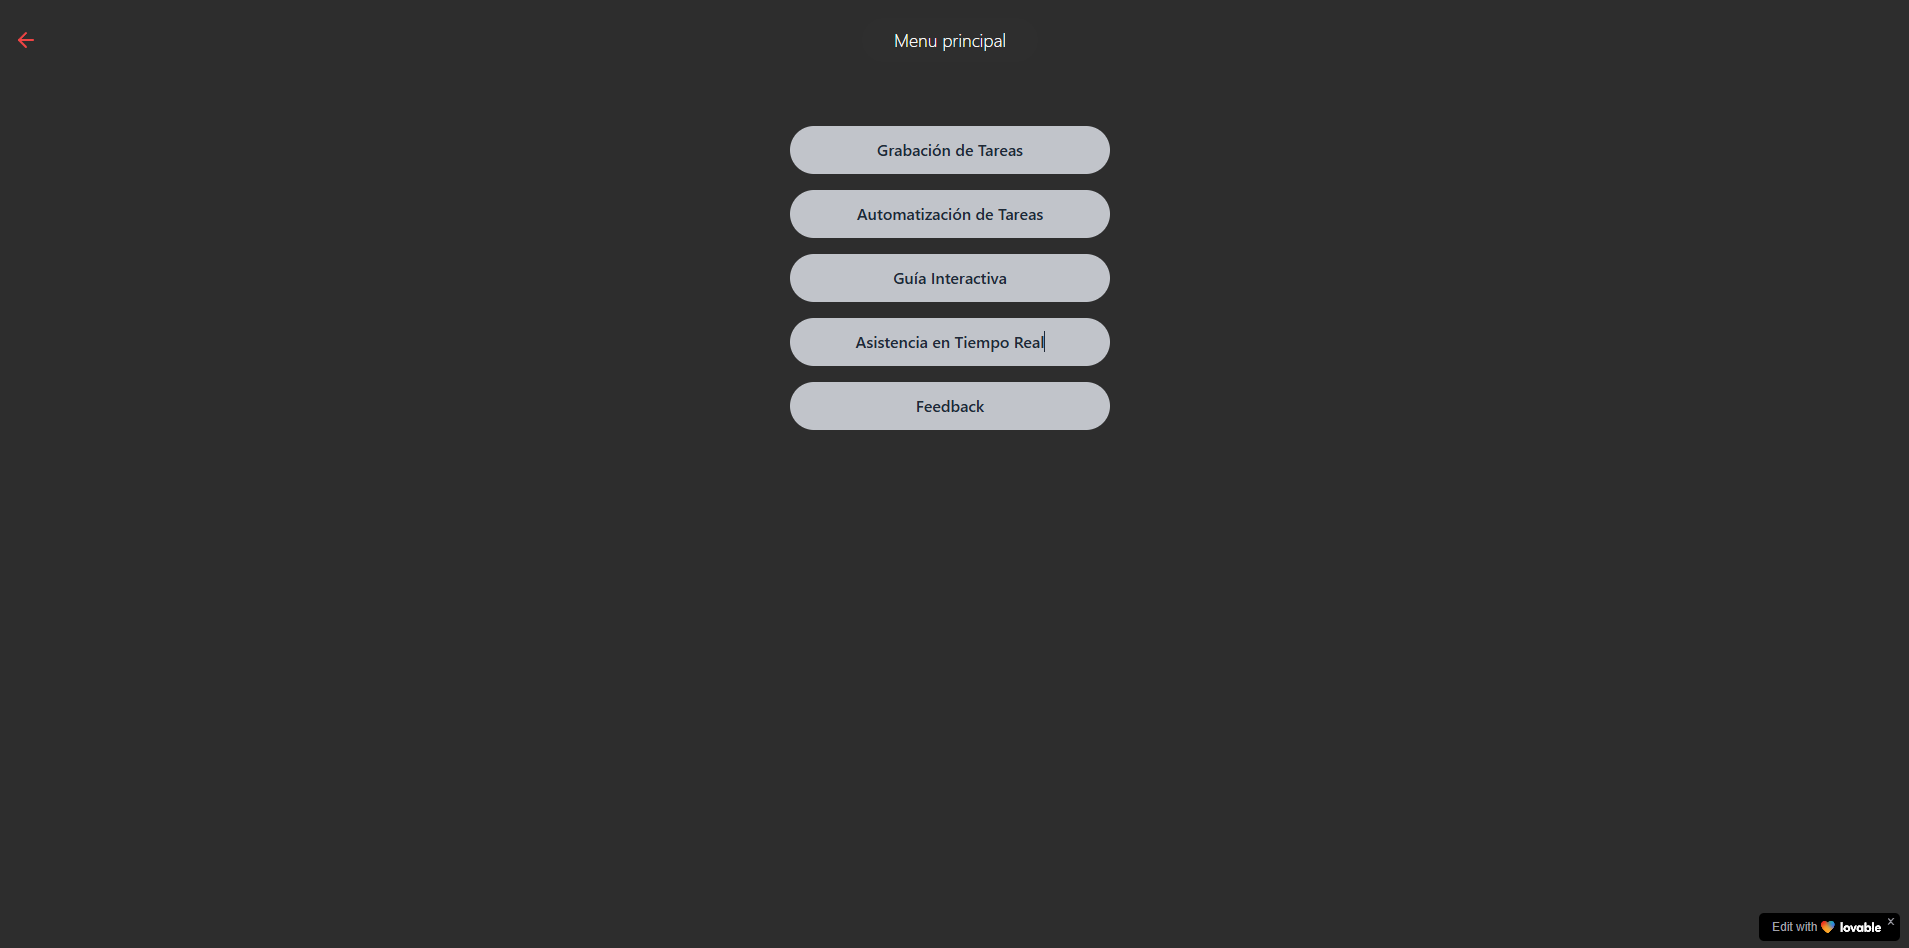 Menu principal
Grabación de Tareas
Automatización de Tareas
Guía Interactiva
Asistencia en Tiempo Real
Feedback
Edit with lovable